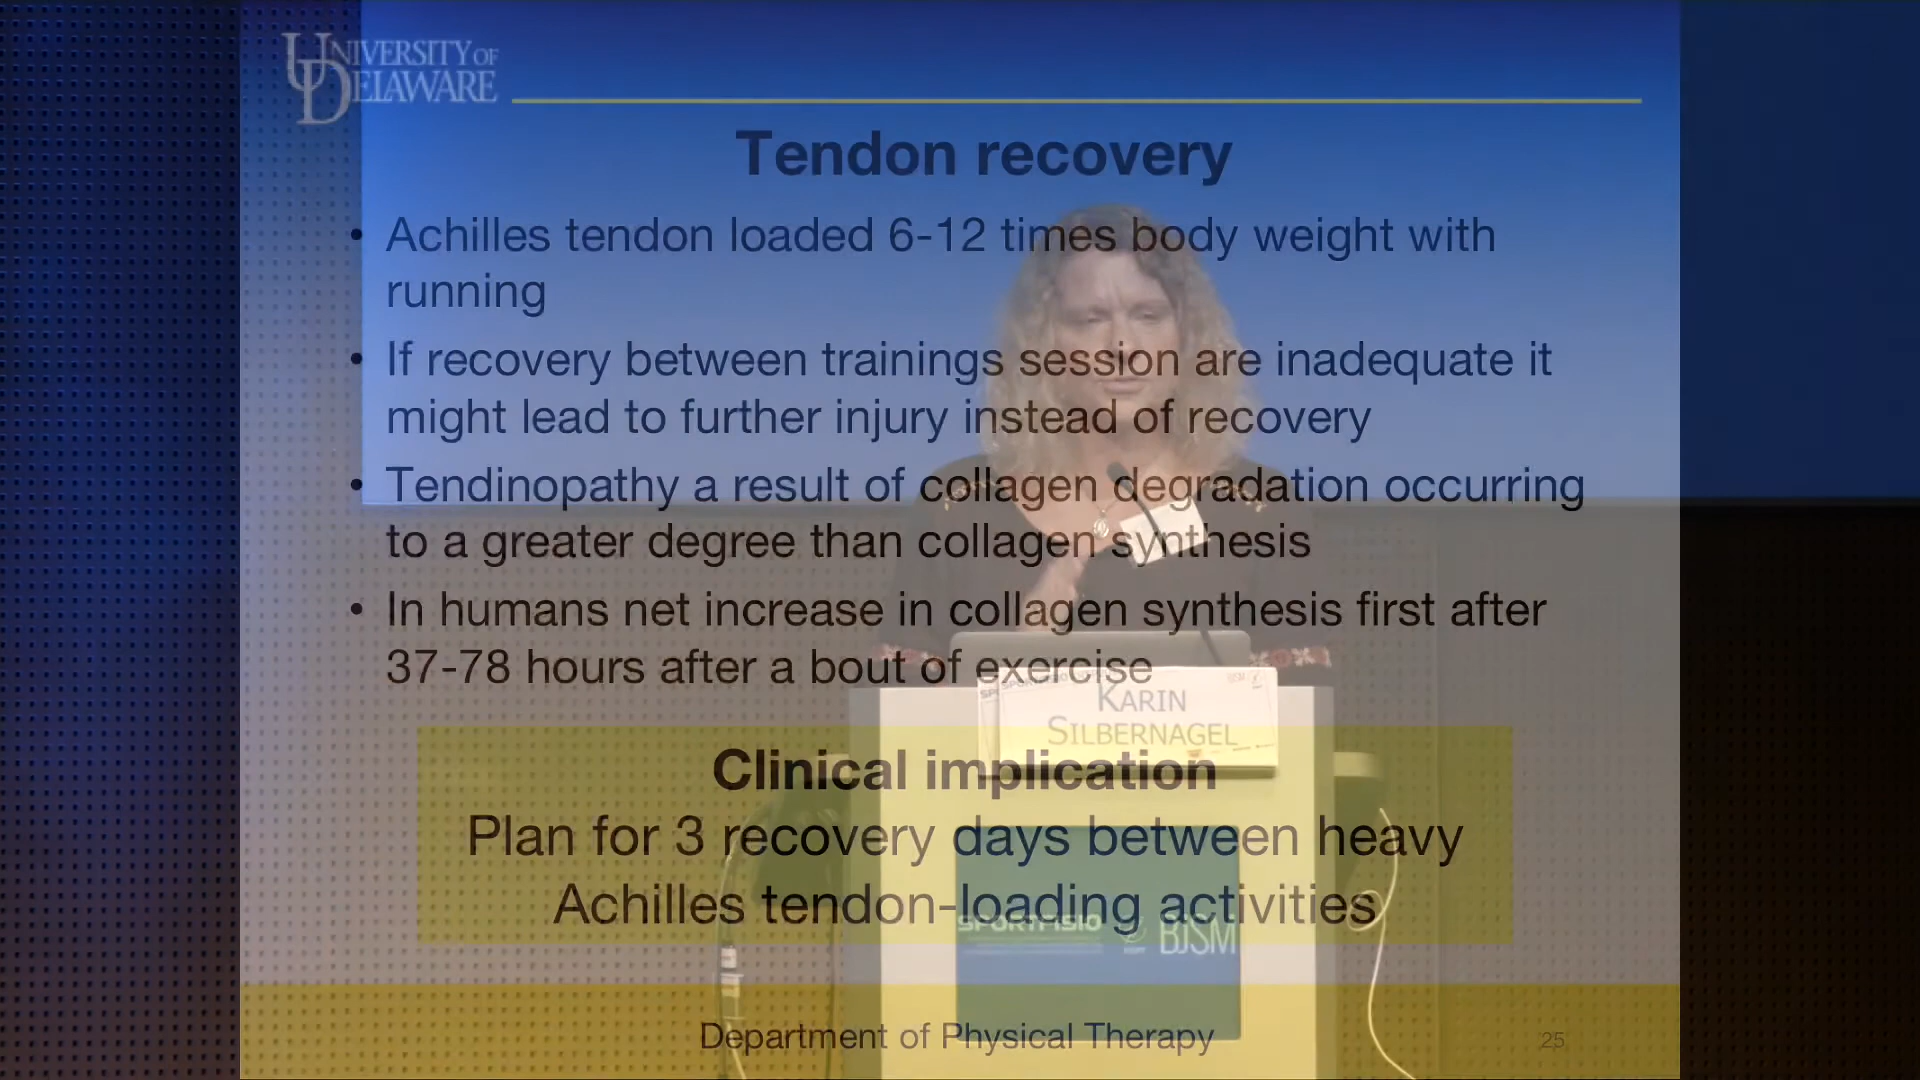 UNIVERSITY OF
DELAWARE
Tendon recovery
• Achilles tendon loaded 6-12 times body weight with
running
• If recovery between trainings session are inadequate it
might lead to further injury instead of recovery
• Tendinopathy a result of collagen degradation occurring
to a greater degree than collagen synthesis
• In humans net increase in collagen synthesis first after
37-78 hours after a bout of exercise
KARIN
SILBERNAGEL
Clinical implication
Plan for 3 recovery days between heavy
Achilles tendon-loading activities
SPORTFISIO BJSM
Department of Physical Therapy
25